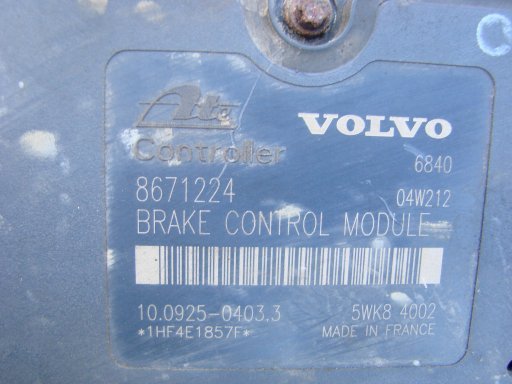 Ate VOLVO
Controller 6840
8671224 04W212
BRAKE CONTROL MODULE
10.0925-0403.3 5WK8 4002
*1HF4E1857F* MADE IN FRANCE
C